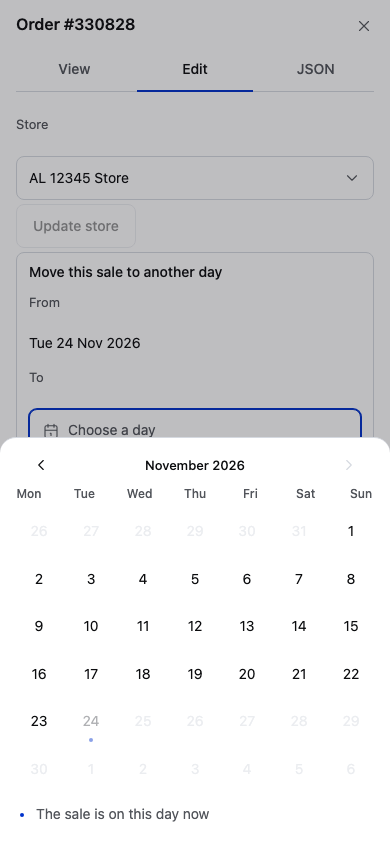 Order #330828
View Edit JSON
Store
AL 12345 Store
Update store
Move this sale to another day
From
Tue 24 Nov 2026
To
Choose a day
November 2026
Mon Tue Wed Thu Fri Sat Sun
26 27 28 29 30 31 1
2 3 4 5 6 7 8
9 10 11 12 13 14 15
16 17 18 19 20 21 22
23 24 25 26 27 28 29
30 1 2 3 4 5 6
The sale is on this day now